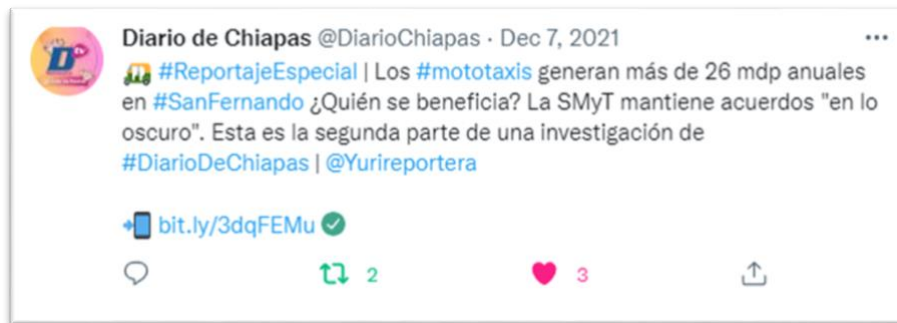 Diario de Chiapas @DiarioChiapas · Dec 7, 2021
#ReportajeEspecial | Los #mototaxis generan más de 26 mdp anuales
en #SanFernando ¿Quién se beneficia? La SMyT mantiene acuerdos "en lo
oscuro". Esta es la segunda parte de una investigación de
#DiarioDeChiapas | @Yurireportera
bit.ly/3dqFEMu
2 3